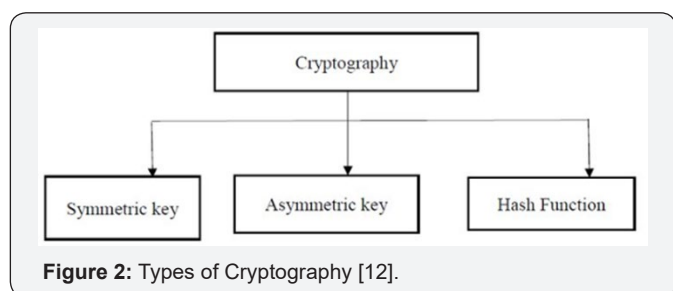 Cryptography
Symmetric key
Asymmetric key
Hash Function
Figure 2: Types of Cryptography [12].